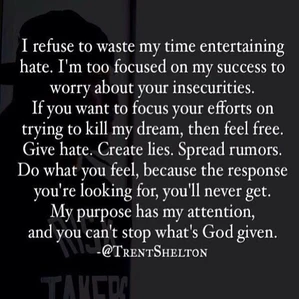 I refuse to waste my time entertaining
hate. I'm too focused on my success to
worry about your insecurities.
If you want to focus your efforts on
trying to kill my dream, then feel free.
Give hate. Create lies. Spread rumors.
Do what you feel, because the response
you're looking for, you'll never get.
My purpose has my attention,
and you can't stop what's God given.
-@TRENTSHELTON
RISK
TAKERS